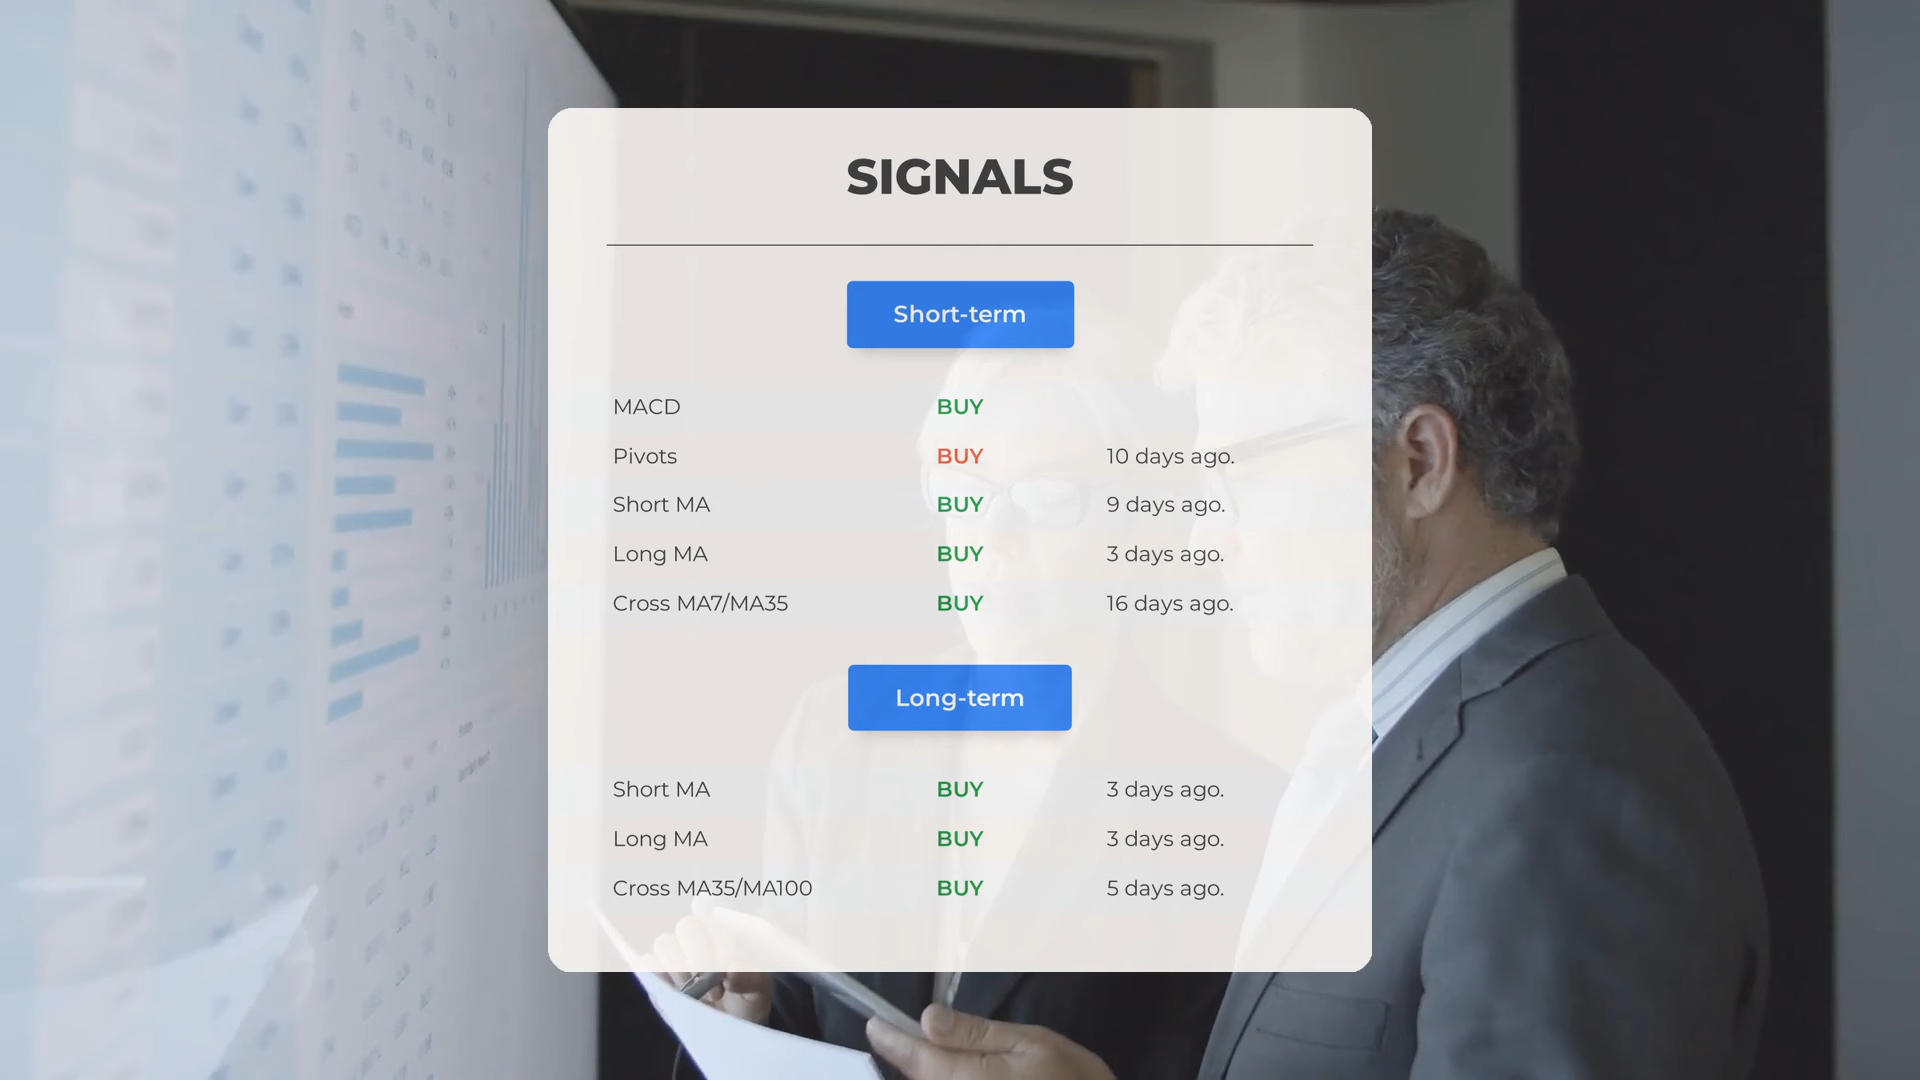 SIGNALS
Short-term
MACD BUY
Pivots BUY 10 days ago.
Short MA BUY 9 days ago.
Long MA BUY 3 days ago.
Cross MA7/MA35 BUY 16 days ago.
Long-term
Short MA BUY 3 days ago.
Long MA BUY 3 days ago.
Cross MA35/MA100 BUY 5 days ago.